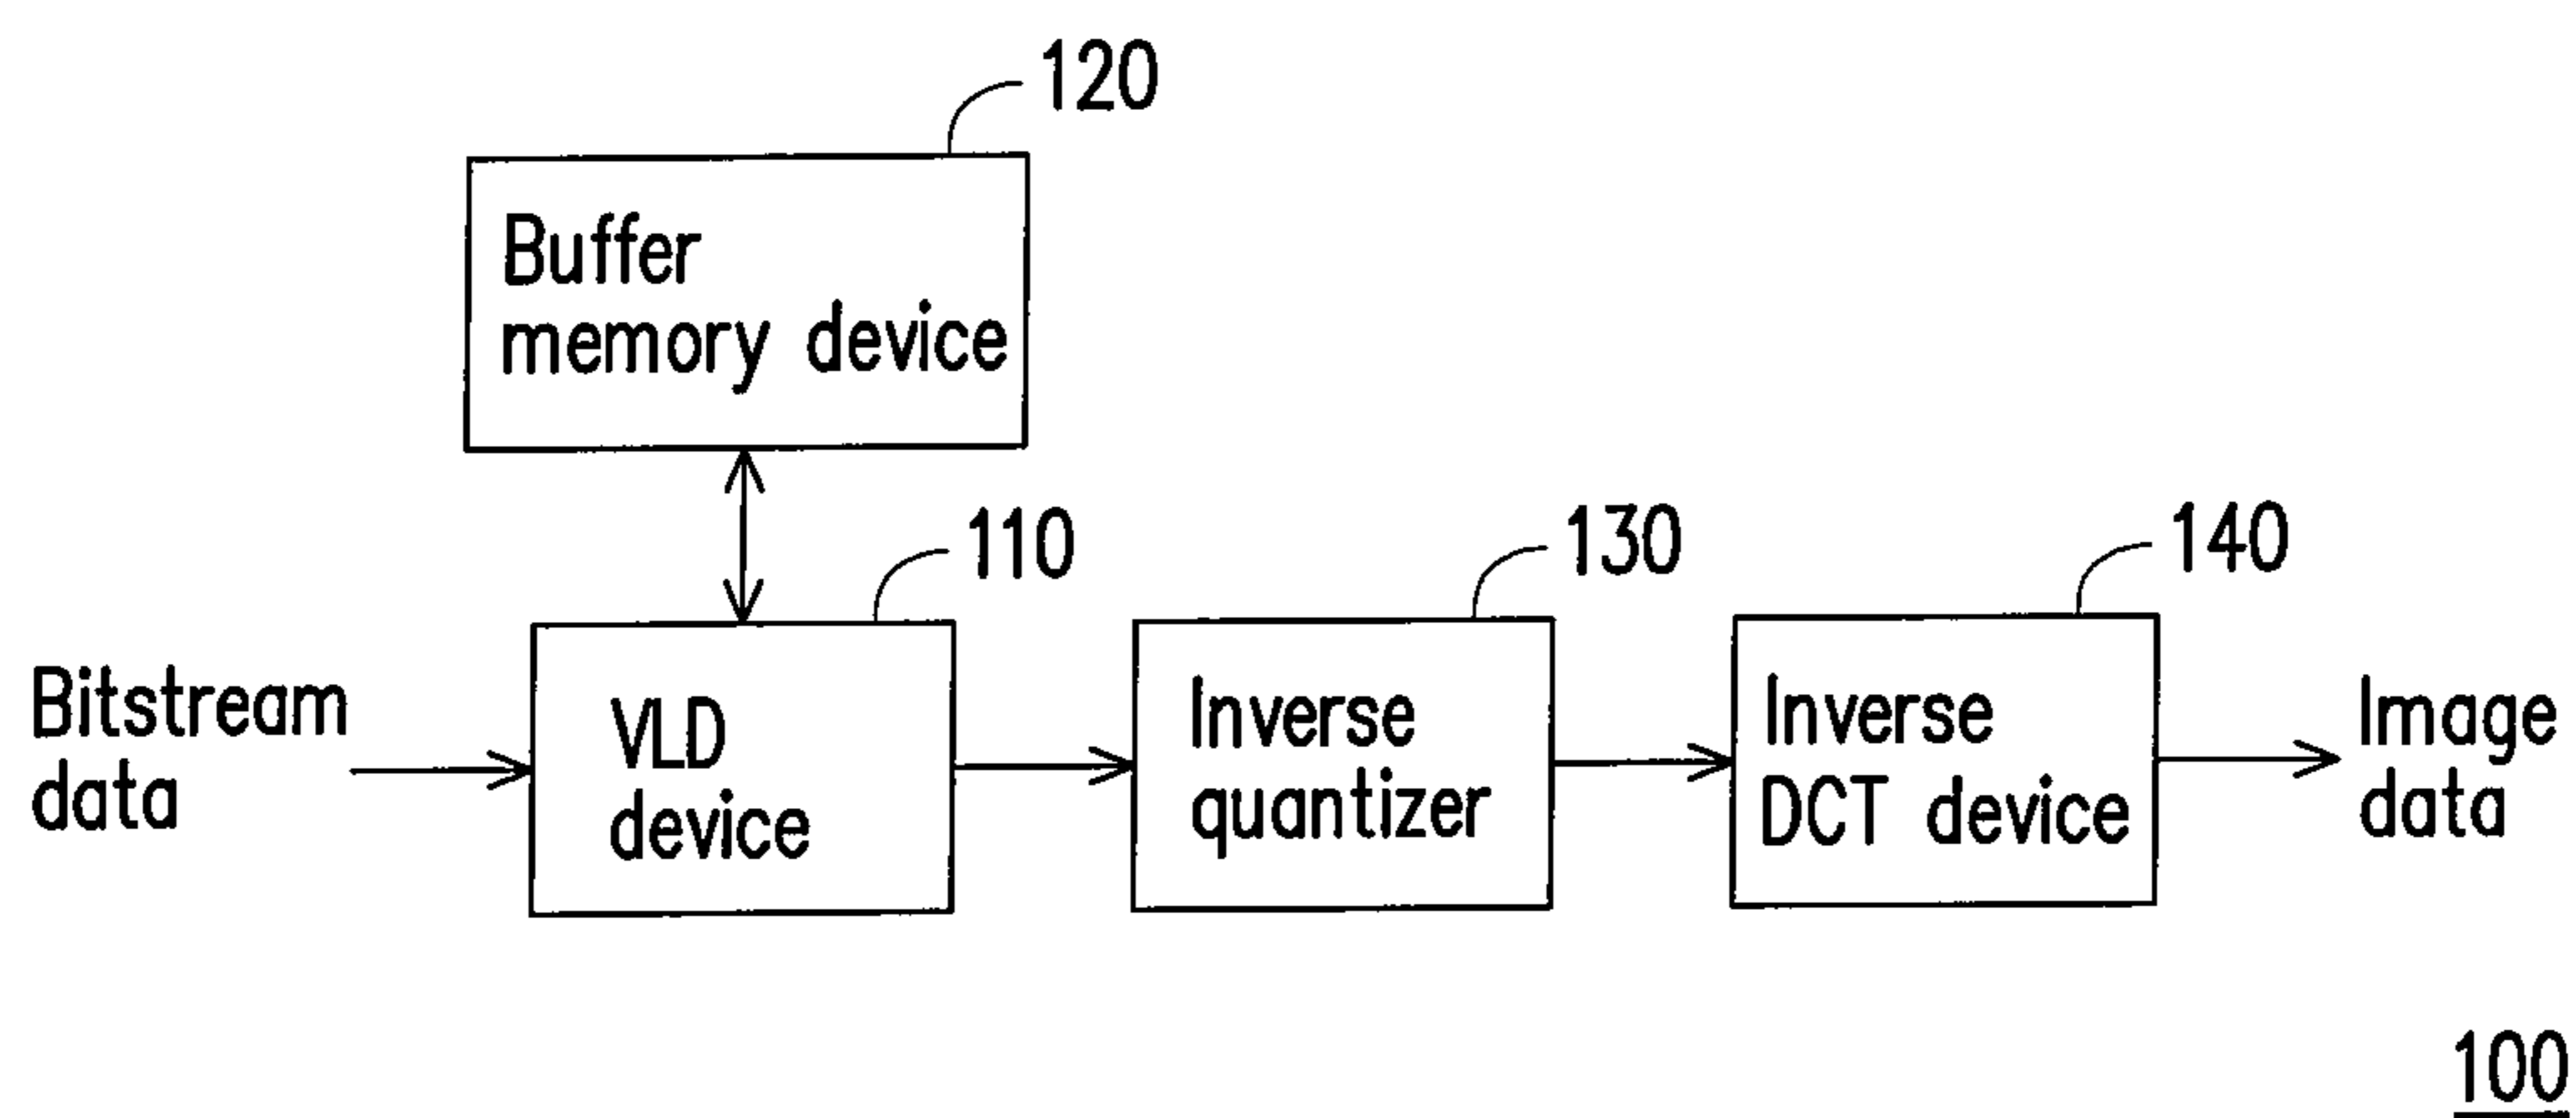 120
Buffer
memory device
110
130
140
Bitstream
data
VLD
device
Inverse
quantizer
Inverse
DCT device
Image
data
100